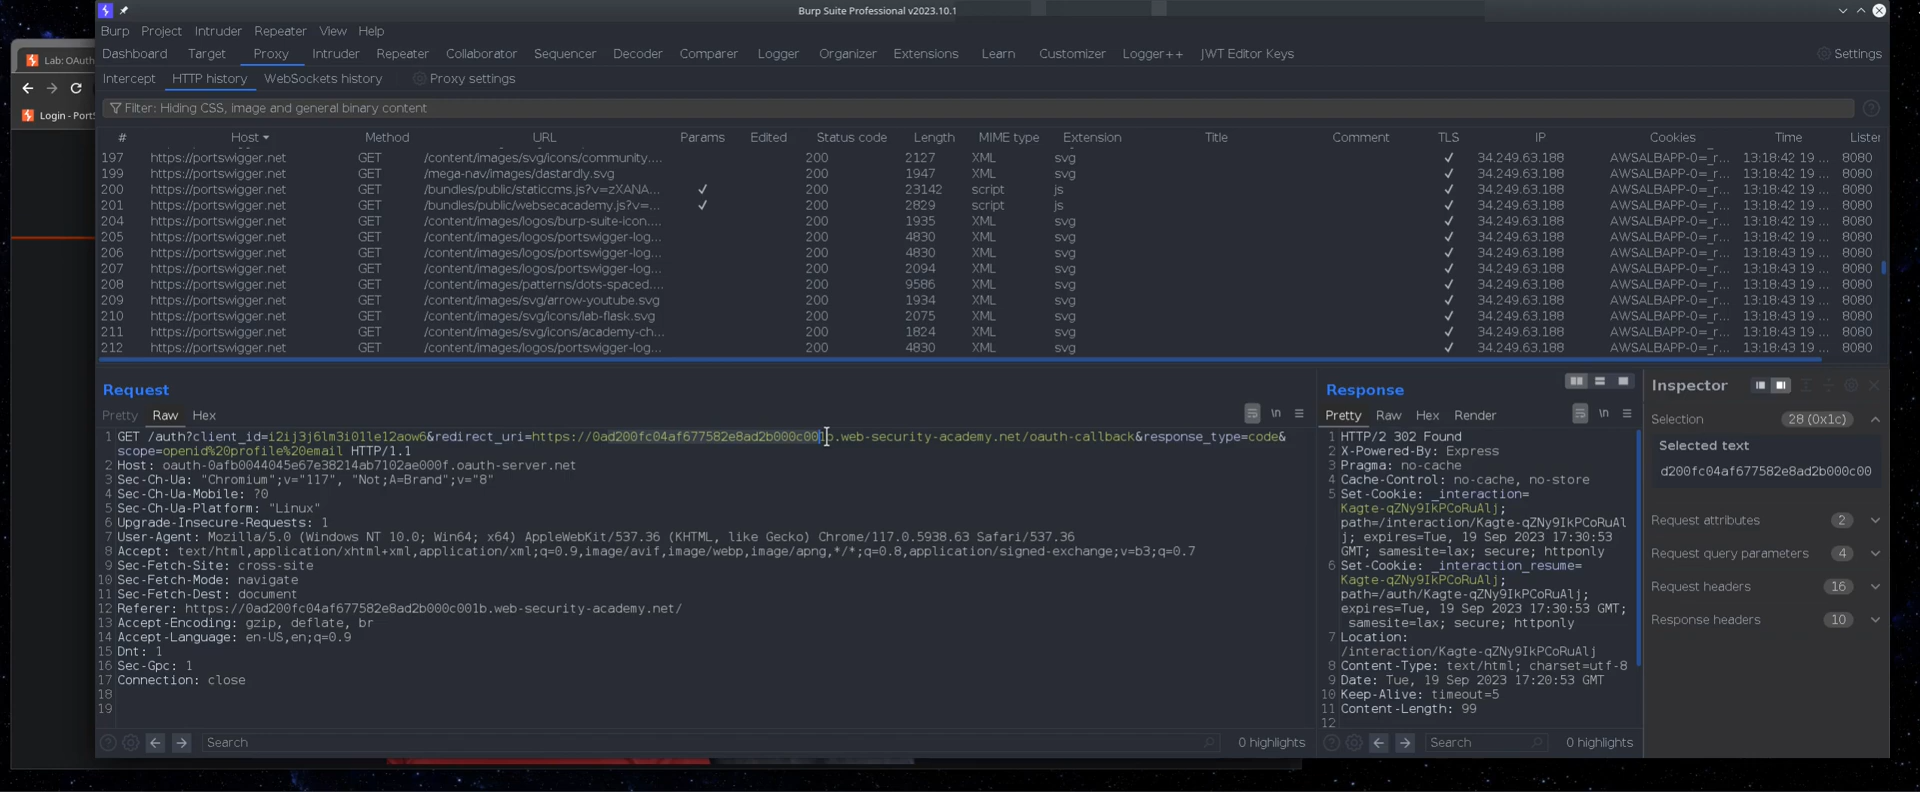 Burp Suite Professional v2023.10.1
Burp Project Intruder Repeater View Help
Dashboard Target Proxy Intruder Repeater Collaborator Sequencer Decoder Comparer Logger Organizer Extensions Learn Customizer Logger++ JWT Editor Keys Settings
Lab: OAuth
Intercept HTTP history WebSockets history Proxy settings
Login - PortS
Filter: Hiding CSS, image and general binary content
# Host Method URL Params Edited Status code Length MIME type Extension Title Comment TLS IP Cookies Time Listen
197 https://portswigger.net GET /content/images/svg/icons/community.... 200 2127 XML svg ✓ 34.249.63.188 AWSALBAPP-0=_r... 13:18:42 19 ... 8080
199 https://portswigger.net GET /mega-nav/images/dastardly.svg 200 1947 XML svg ✓ 34.249.63.188 AWSALBAPP-0=_r... 13:18:42 19 ... 8080
200 https://portswigger.net GET /bundles/public/staticcms.js?v=zXANA... ✓ 200 23142 script js ✓ 34.249.63.188 AWSALBAPP-0=_r... 13:18:42 19 ... 8080
201 https://portswigger.net GET /bundles/public/websecacademy.js?v=... ✓ 200 2829 script js ✓ 34.249.63.188 AWSALBAPP-0=_r... 13:18:42 19 ... 8080
204 https://portswigger.net GET /content/images/logos/burp-suite-icon.... 200 1935 XML svg ✓ 34.249.63.188 AWSALBAPP-0=_r... 13:18:42 19 ... 8080
205 https://portswigger.net GET /content/images/logos/portswigger-log... 200 4830 XML svg ✓ 34.249.63.188 AWSALBAPP-0=_r... 13:18:42 19 ... 8080
206 https://portswigger.net GET /content/images/logos/portswigger-log... 200 4830 XML svg ✓ 34.249.63.188 AWSALBAPP-0=_r... 13:18:42 19 ... 8080
207 https://portswigger.net GET /content/images/logos/portswigger-log... 200 2094 XML svg ✓ 34.249.63.188 AWSALBAPP-0=_r... 13:18:43 19 ... 8080
208 https://portswigger.net GET /content/images/patterns/dots-spaced.... 200 9586 XML svg ✓ 34.249.63.188 AWSALBAPP-0=_r... 13:18:43 19 ... 8080
209 https://portswigger.net GET /content/images/svg/arrow-youtube.svg 200 1934 XML svg ✓ 34.249.63.188 AWSALBAPP-0=_r... 13:18:43 19 ... 8080
210 https://portswigger.net GET /content/images/svg/icons/lab-flask.svg 200 2075 XML svg ✓ 34.249.63.188 AWSALBAPP-0=_r... 13:18:43 19 ... 8080
211 https://portswigger.net GET /content/images/svg/icons/academy-ch... 200 1824 XML svg ✓ 34.249.63.188 AWSALBAPP-0=_r... 13:18:43 19 ... 8080
212 https://portswigger.net GET /content/images/logos/portswigger-log... 200 4830 XML svg ✓ 34.249.63.188 AWSALBAPP-0=_r... 13:18:43 19 ... 8080
Request
Pretty Raw Hex
1 GET /auth?client_id=i2ij3j6lm3i01le12aow6&redirect_uri=https://0ad200fc04af677582e8ad2b000c001b.web-security-academy.net/oauth-callback&response_type=code&
scope=openid%20profile%20email HTTP/1.1
2 Host: oauth-0afb0044045e67e38214ab7102ae000f.oauth-server.net
3 Sec-Ch-Ua: "Chromium";v="117", "Not;A=Brand";v="8"
4 Sec-Ch-Ua-Mobile: ?0
5 Sec-Ch-Ua-Platform: "Linux"
6 Upgrade-Insecure-Requests: 1
7 User-Agent: Mozilla/5.0 (Windows NT 10.0; Win64; x64) AppleWebKit/537.36 (KHTML, like Gecko) Chrome/117.0.5938.63 Safari/537.36
8 Accept: text/html,application/xhtml+xml,application/xml;q=0.9,image/avif,image/webp,image/apng,*/*;q=0.8,application/signed-exchange;v=b3;q=0.7
9 Sec-Fetch-Site: cross-site
10 Sec-Fetch-Mode: navigate
11 Sec-Fetch-Dest: document
12 Referer: https://0ad200fc04af677582e8ad2b000c001b.web-security-academy.net/
13 Accept-Encoding: gzip, deflate, br
14 Accept-Language: en-US,en;q=0.9
15 Dnt: 1
16 Sec-Gpc: 1
17 Connection: close
18
19
Search 0 highlights
Response
Pretty Raw Hex Render
1 HTTP/2 302 Found
2 X-Powered-By: Express
3 Pragma: no-cache
4 Cache-Control: no-cache, no-store
5 Set-Cookie: _interaction=
Kagte-qZNy9IkPCoRuAlj;
path=/interaction/Kagte-qZNy9IkPCoRuAl
j; expires=Tue, 19 Sep 2023 17:30:53
GMT; samesite=lax; secure; httponly
6 Set-Cookie: _interaction_resume=
Kagte-qZNy9IkPCoRuAlj;
path=/auth/Kagte-qZNy9IkPCoRuAlj;
expires=Tue, 19 Sep 2023 17:30:53 GMT;
samesite=lax; secure; httponly
7 Location:
/interaction/Kagte-qZNy9IkPCoRuAlj
8 Content-Type: text/html; charset=utf-8
9 Date: Tue, 19 Sep 2023 17:20:53 GMT
10 Keep-Alive: timeout=5
11 Content-Length: 99
12
Search 0 highlights
Inspector
Selection 28 (0x1c)
Selected text
d200fc04af677582e8ad2b000c00
Request attributes 2
Request query parameters 4
Request headers 16
Response headers 10